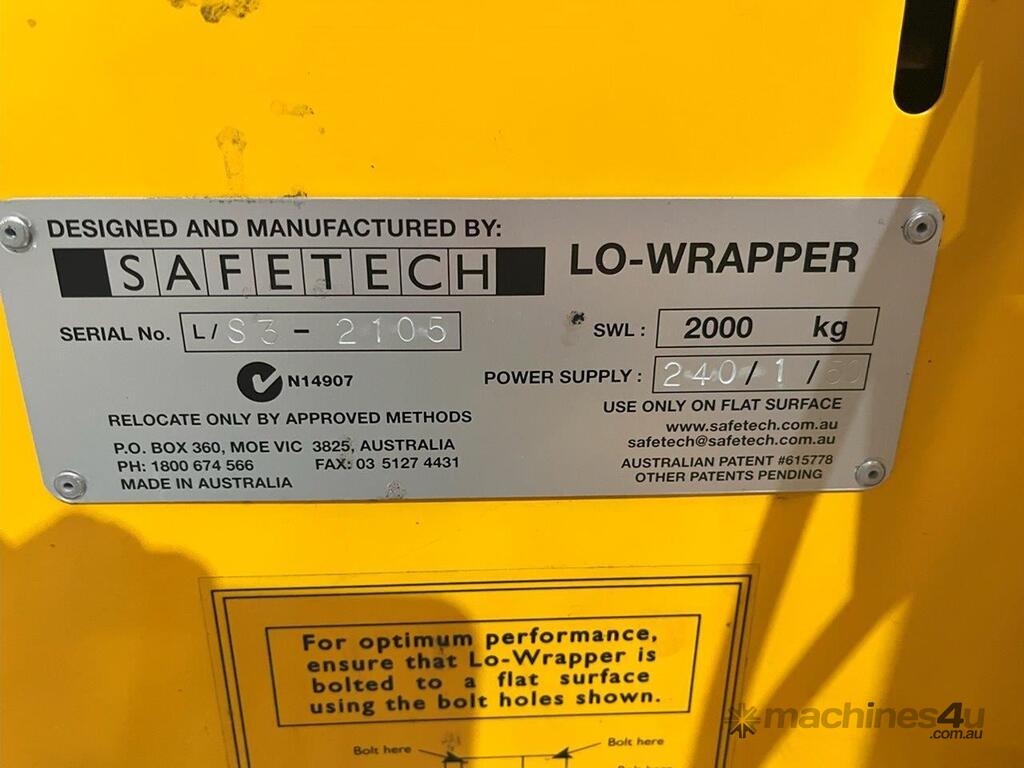 DESIGNED AND MANUFACTURED BY:
SAFETECH
LO-WRAPPER
SERIAL No. L/S3-2105
SWL: 2000 kg
N14907
POWER SUPPLY: 240/1/50
RELOCATE ONLY BY APPROVED METHODS
USE ONLY ON FLAT SURFACE
P.O. BOX 360, MOE VIC 3825, AUSTRALIA
PH: 1800 674 566 FAX: 03 5127 4431
MADE IN AUSTRALIA
www.safetech.com.au
safetech@safetech.com.au
AUSTRALIAN PATENT #615778
OTHER PATENTS PENDING
For optimum performance,
ensure that Lo-Wrapper is
bolted to a flat surface
using the bolt holes shown.
Bolt here
Bolt here
machines4u
.com.au